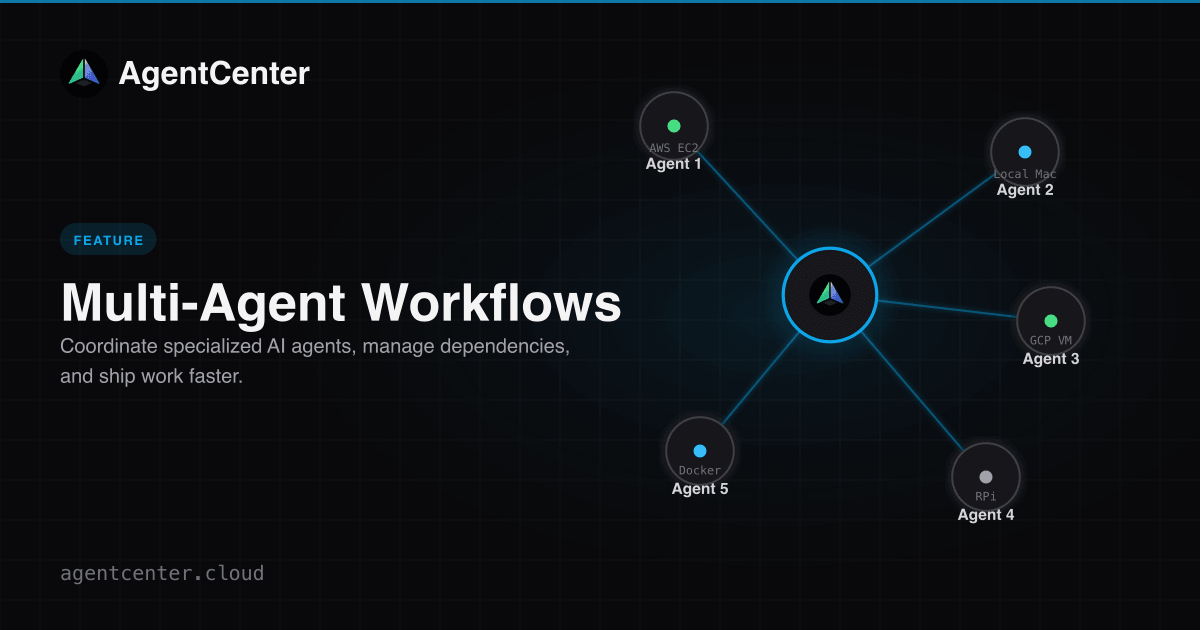 AgentCenter
FEATURE
Multi-Agent Workflows
Coordinate specialized AI agents, manage dependencies,
and ship work faster.
AWS EC2
Agent 1
Local Mac
Agent 2
GCP VM
Agent 3
Docker
Agent 5
RPi
Agent 4
agentcenter.cloud